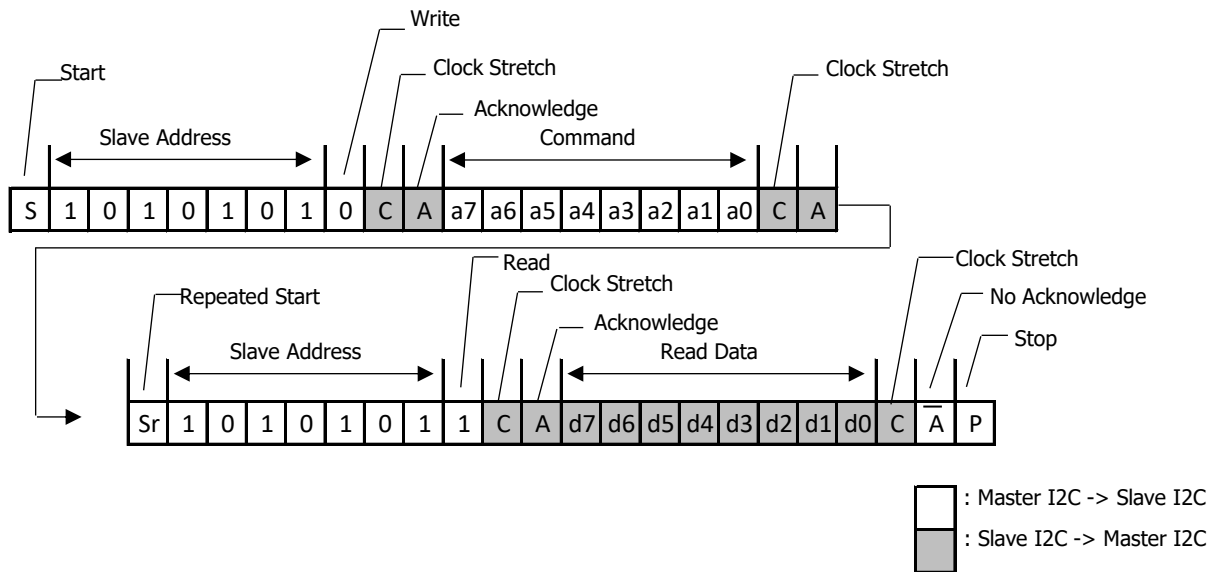 Write
Start
Clock Stretch
Clock Stretch
Acknowledge
Slave Address
Command
S 1 0 1 0 1 0 1 0 C A a7 a6 a5 a4 a3 a2 a1 a0 C A
Read
Clock Stretch
Clock Stretch
Repeated Start
No Acknowledge
Acknowledge
Stop
Slave Address
Read Data
Sr 1 0 1 0 1 0 1 1 C A d7 d6 d5 d4 d3 d2 d1 d0 C A̅ P
: Master I2C -> Slave I2C
: Slave I2C -> Master I2C